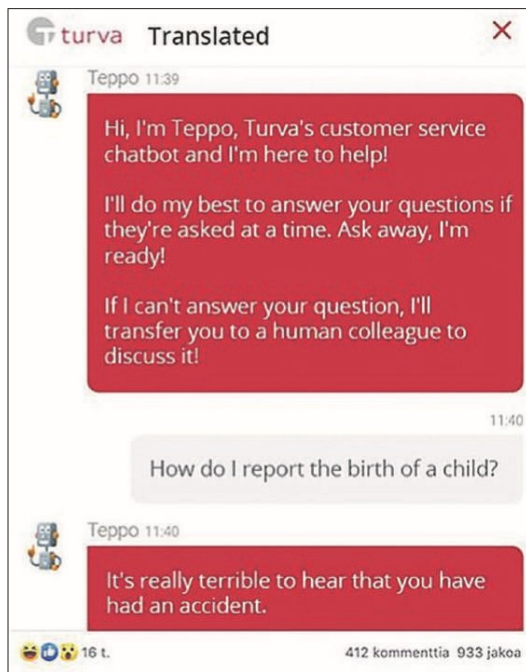 turva Translated
Teppo 11:39
Hi, I'm Teppo, Turva's customer service
chatbot and I'm here to help!
I'll do my best to answer your questions if
they're asked at a time. Ask away, I'm
ready!
If I can't answer your question, I'll
transfer you to a human colleague to
discuss it!
11:40
How do I report the birth of a child?
Teppo 11:40
It's really terrible to hear that you have
had an accident.
16 t. 412 kommenttia 933 jakoa